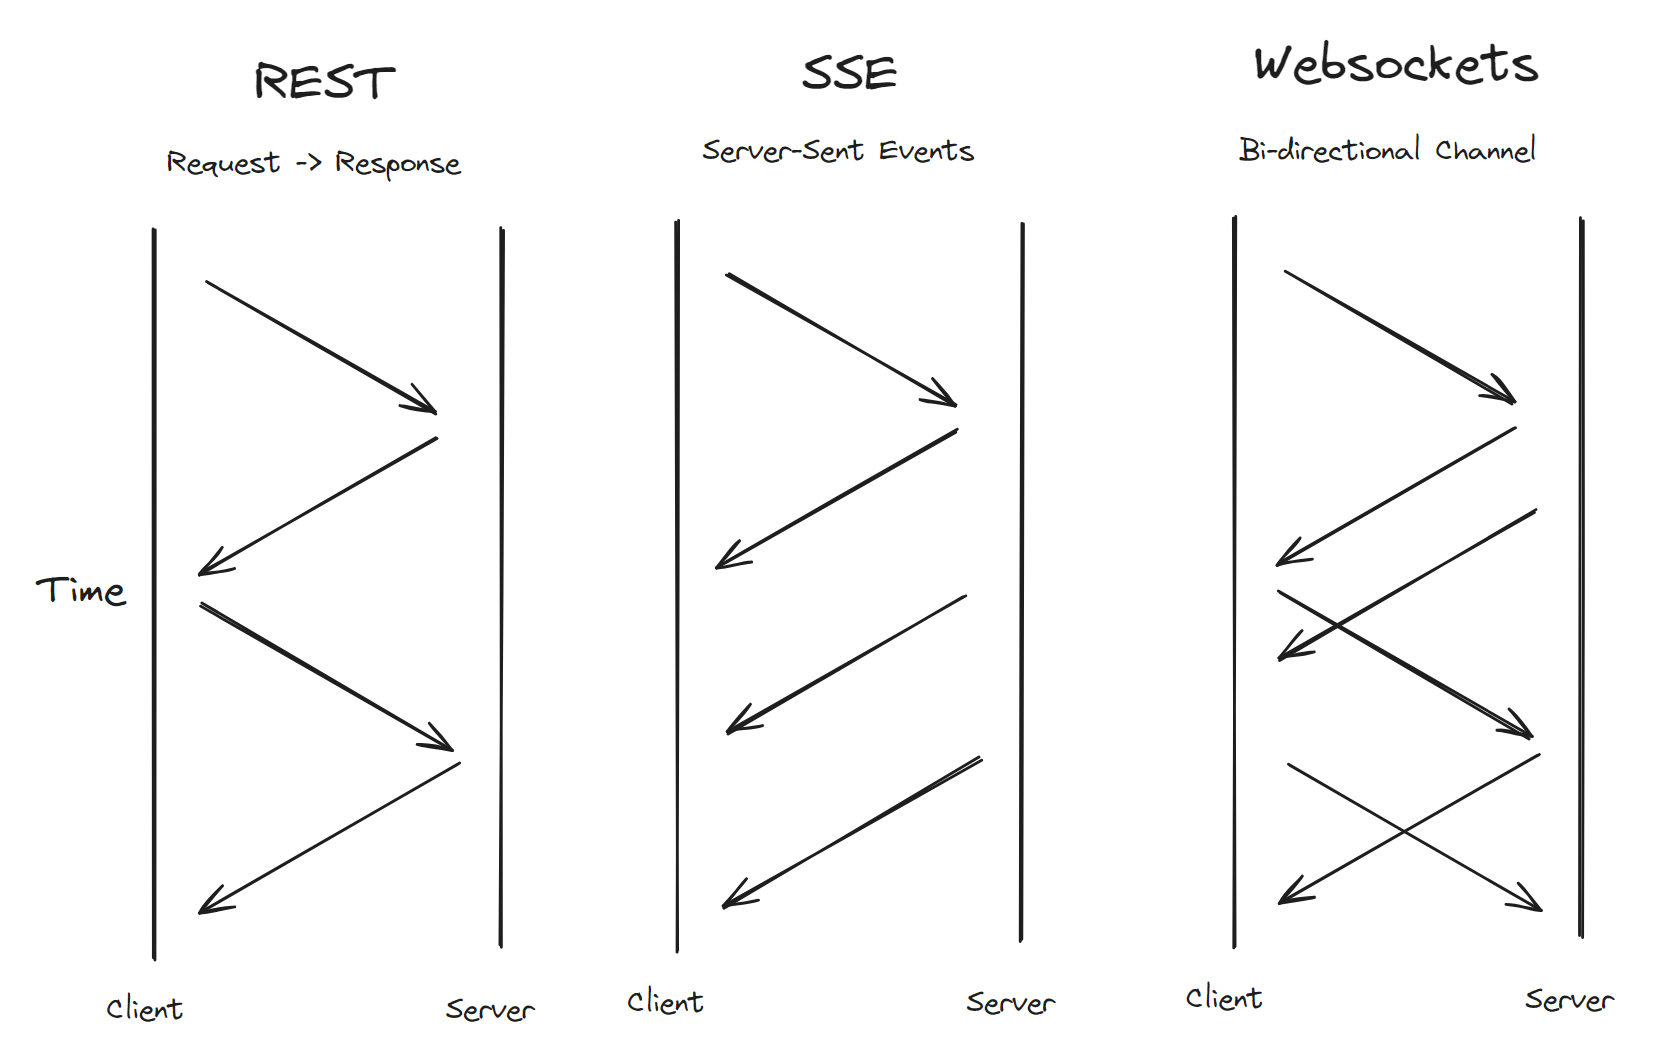 REST
Request -> Response
SSE
Server-Sent Events
Websockets
Bi-directional Channel
Time
Client
Server
Client
Server
Client
Server